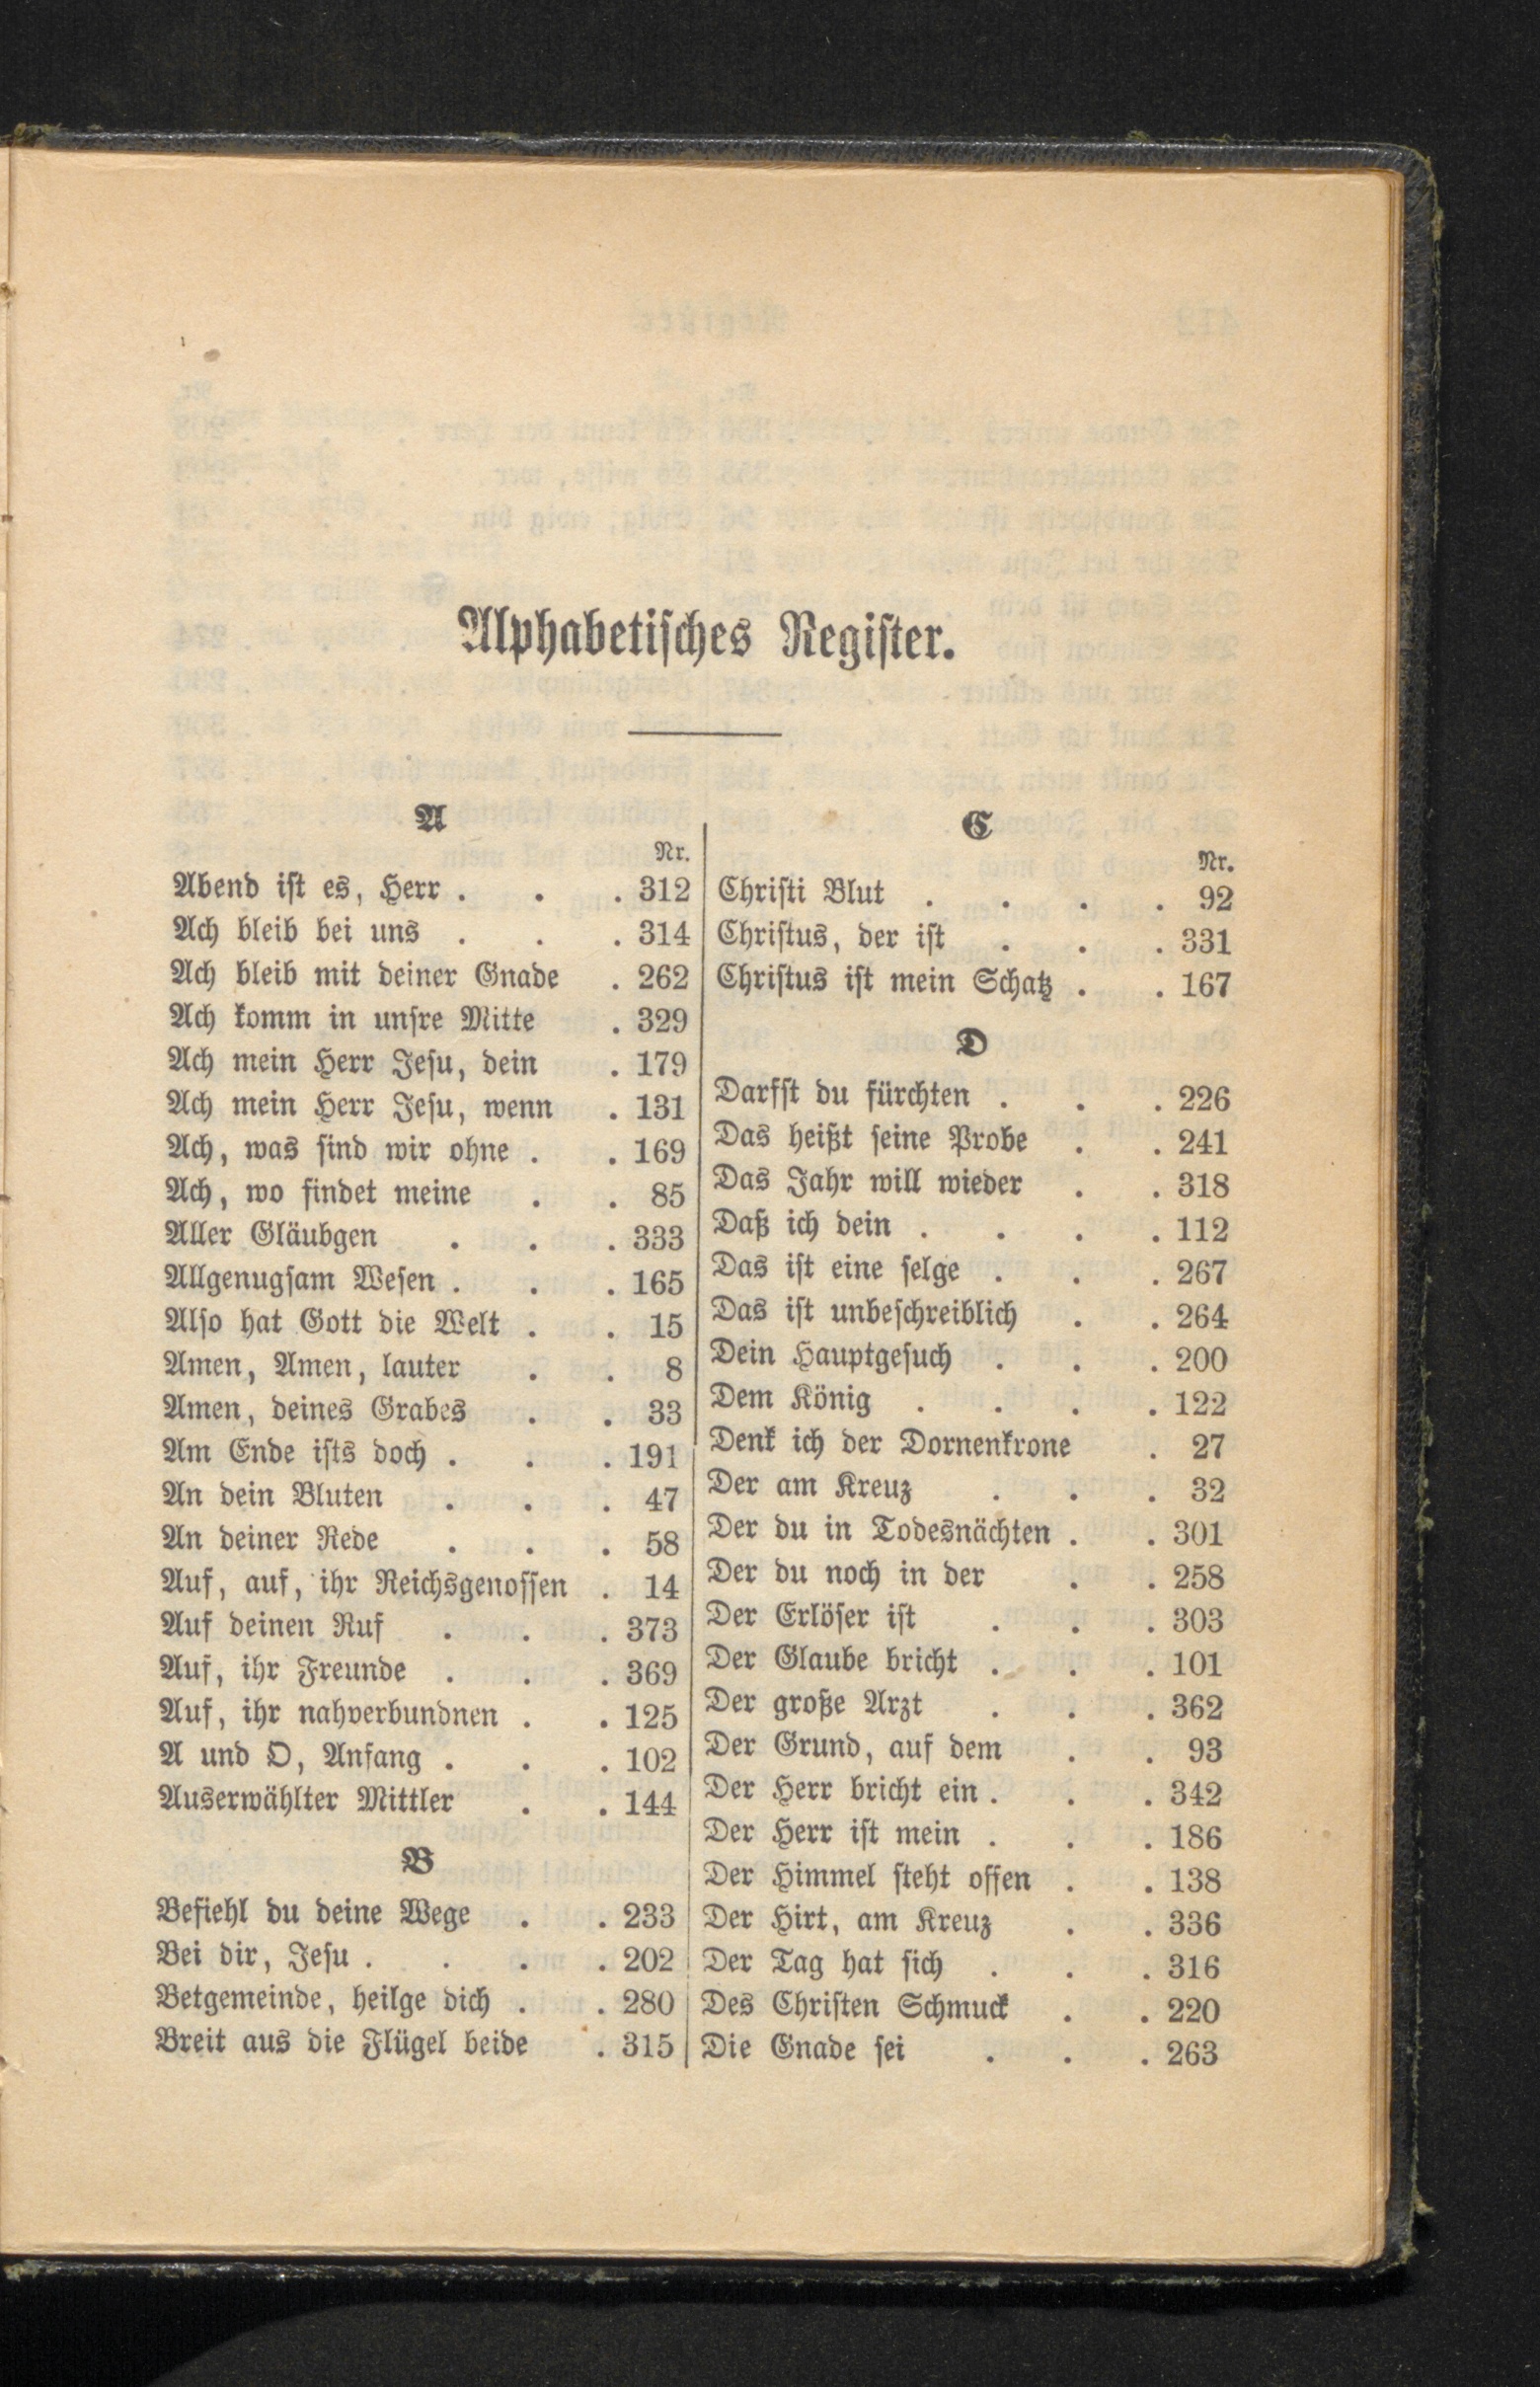 Alphabetisches Register.
A
Nr.
Abend ist es, Herr . . . 312
Ach bleib bei uns . . . 314
Ach bleib mit deiner Gnade . 262
Ach komm in unsre Mitte . 329
Ach mein Herr Jesu, dein . 179
Ach mein Herr Jesu, wenn . 131
Ach, was sind wir ohne . . 169
Ach, wo findet meine . . 85
Aller Gläubgen . . . 333
Allgenugsam Wesen . . . 165
Also hat Gott die Welt . . 15
Amen, Amen, lauter . . 8
Amen, deines Grabes . . 33
Am Ende ists doch . . . 191
An dein Bluten . . . 47
An deiner Rede . . . 58
Auf, auf, ihr Reichsgenossen . 14
Auf deinen Ruf . . . 373
Auf, ihr Freunde . . . 369
Auf, ihr nahverbundnen . . 125
A und O, Anfang . . . 102
Auserwählter Mittler . . 144
B
Befiehl du deine Wege . . 233
Bei dir, Jesu . . . . 202
Betgemeinde, heilge dich . . 280
Breit aus die Flügel beide . 315
C
Nr.
Christi Blut . . . . 92
Christus, der ist . . . 331
Christus ist mein Schatz . . 167
D
Darfst du fürchten . . . 226
Das heißt seine Probe . . 241
Das Jahr will wieder . . 318
Daß ich dein . . . . 112
Das ist eine selge . . . 267
Das ist unbeschreiblich . . 264
Dein Hauptgesuch . . . 200
Dem König . . . . 122
Denk ich der Dornenkrone . 27
Der am Kreuz . . . 32
Der du in Todesnächten . . 301
Der du noch in der . . 258
Der Erlöser ist . . . 303
Der Glaube bricht . . . 101
Der große Arzt . . . 362
Der Grund, auf dem . . 93
Der Herr bricht ein . . . 342
Der Herr ist mein . . . 186
Der Himmel steht offen . . 138
Der Hirt, am Kreuz . . 336
Der Tag hat sich . . . 316
Des Christen Schmuck . . 220
Die Gnade sei . . . 263